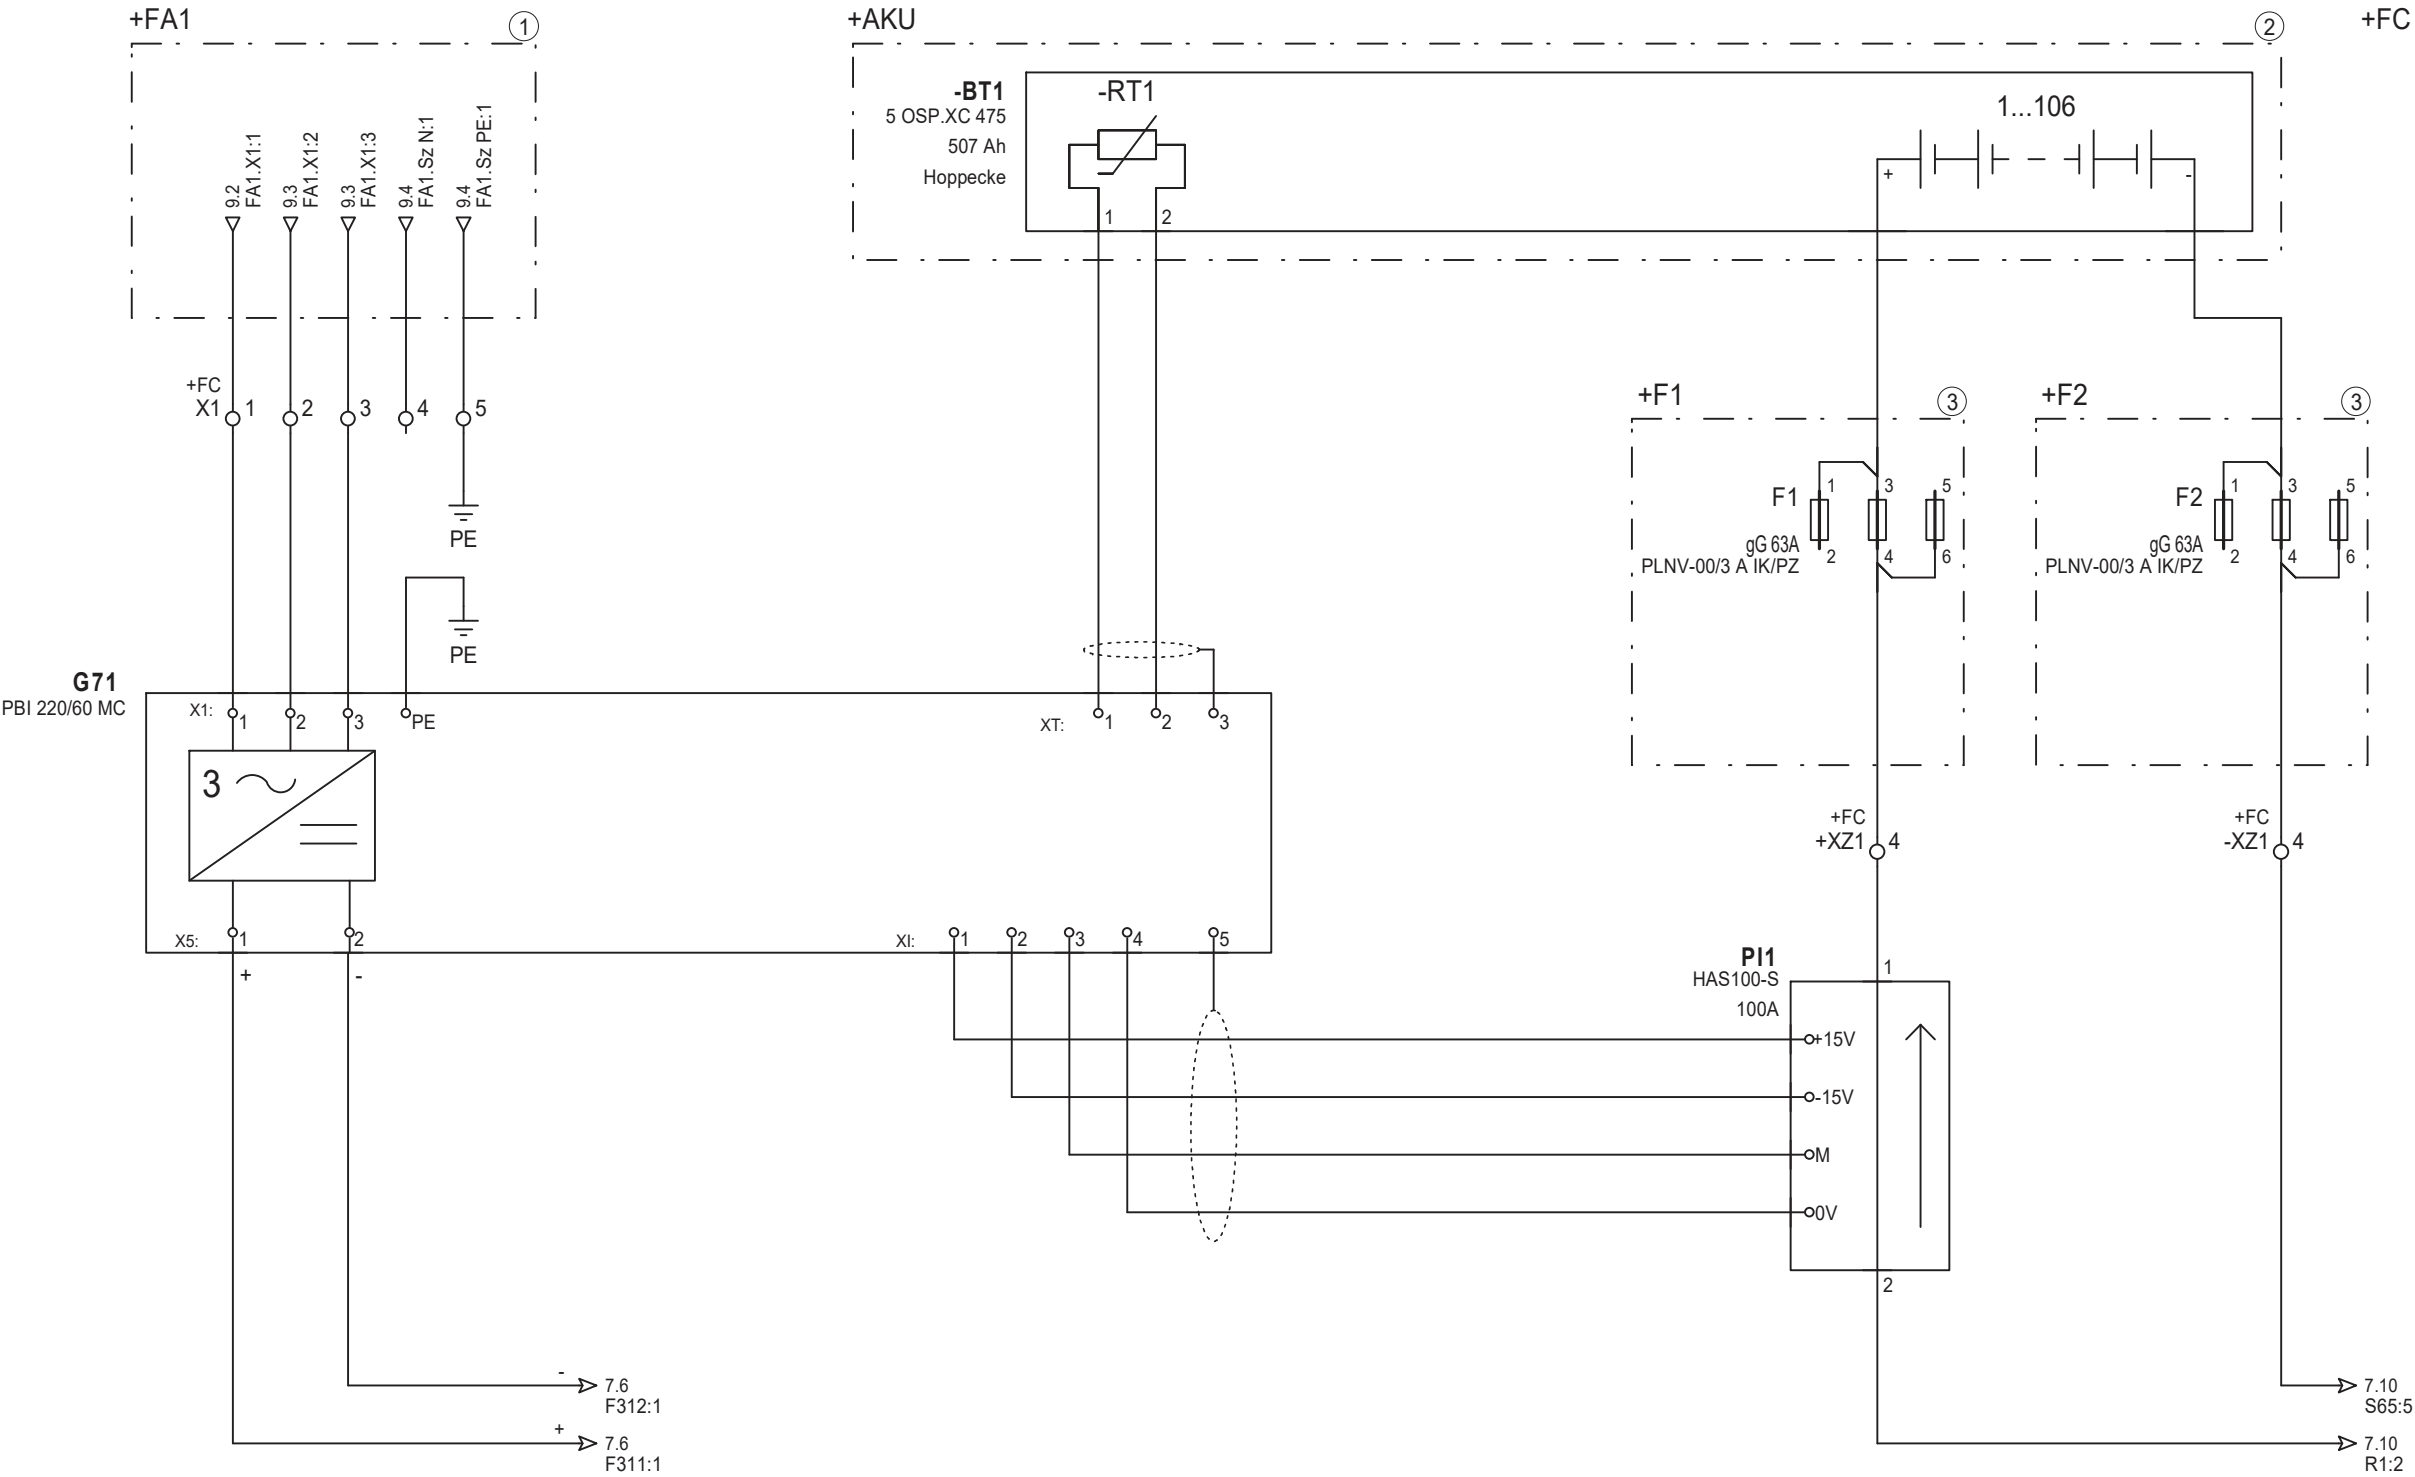 +FA1
1
+AKU
2
+FC
-BT1
5 OSP.XC 475
507 Ah
Hoppecke
-RT1
1...106
+
-
1
2
9.2
FA1.X1:1
9.3
FA1.X1:2
9.3
FA1.X1:3
9.4
FA1.Sz N:1
9.4
FA1.Sz PE:1
+FC
X1
1
2
3
4
5
PE
PE
+F1
3
F1
gG 63A
PLNV-00/3 A IK/PZ
1
3
5
2
4
6
+F2
3
F2
gG 63A
PLNV-00/3 A IK/PZ
1
3
5
2
4
6
G71
PBI 220/60 MC
X1:
1
2
3
PE
XT:
1
2
3
3
X5:
1
2
+
-
XI:
1
2
3
4
5
+FC
+XZ1
4
+FC
-XZ1
4
PI1
HAS100-S
100A
1
+15V
-15V
M
0V
2
-
7.6
F312:1
+
7.6
F311:1
7.10
S65:5
7.10
R1:2